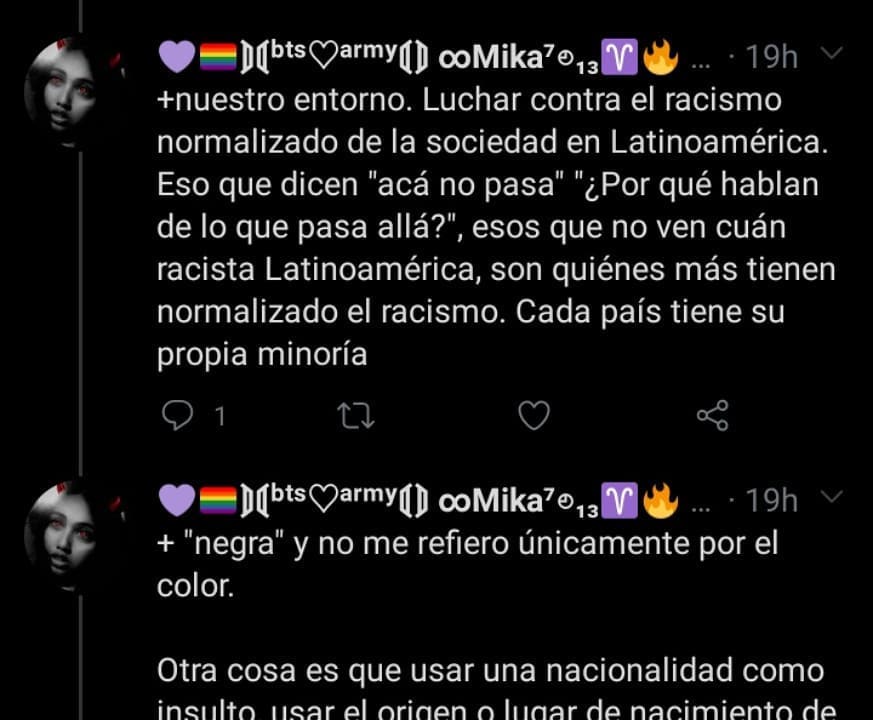 💜🏳️‍🌈⟭⟬ᵇᵗˢ♡ᵃʳᵐʸ⟬⟭ ∞Mika⁷◴₁₃♈🔥 ... · 19h
+nuestro entorno. Luchar contra el racismo
normalizado de la sociedad en Latinoamérica.
Eso que dicen "acá no pasa" "¿Por qué hablan
de lo que pasa allá?", esos que no ven cuán
racista Latinoamérica, son quiénes más tienen
normalizado el racismo. Cada país tiene su
propia minoría
1
💜🏳️‍🌈⟭⟬ᵇᵗˢ♡ᵃʳᵐʸ⟬⟭ ∞Mika⁷◴₁₃♈🔥 ... · 19h
+ "negra" y no me refiero únicamente por el
color.
Otra cosa es que usar una nacionalidad como
insulto, usar el origen o lugar de nacimiento de